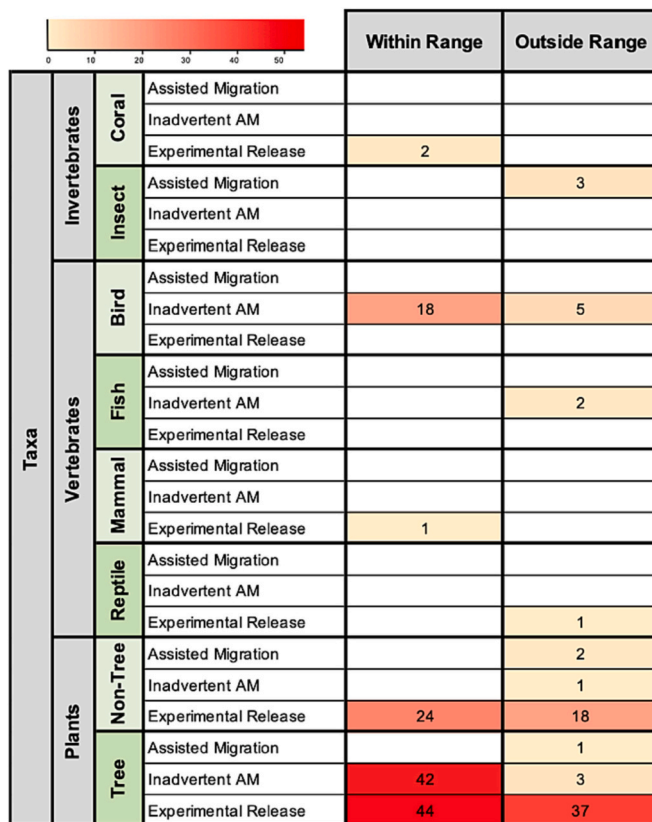 0 10 20 30 40 50
Within Range Outside Range
Taxa
Invertebrates
Coral
Assisted Migration
Inadvertent AM
Experimental Release 2
Insect
Assisted Migration 3
Inadvertent AM
Experimental Release
Vertebrates
Bird
Assisted Migration
Inadvertent AM 18 5
Experimental Release
Fish
Assisted Migration
Inadvertent AM 2
Experimental Release
Mammal
Assisted Migration
Inadvertent AM
Experimental Release 1
Reptile
Assisted Migration
Inadvertent AM
Experimental Release 1
Plants
Non-Tree
Assisted Migration 2
Inadvertent AM 1
Experimental Release 24 18
Tree
Assisted Migration 1
Inadvertent AM 42 3
Experimental Release 44 37